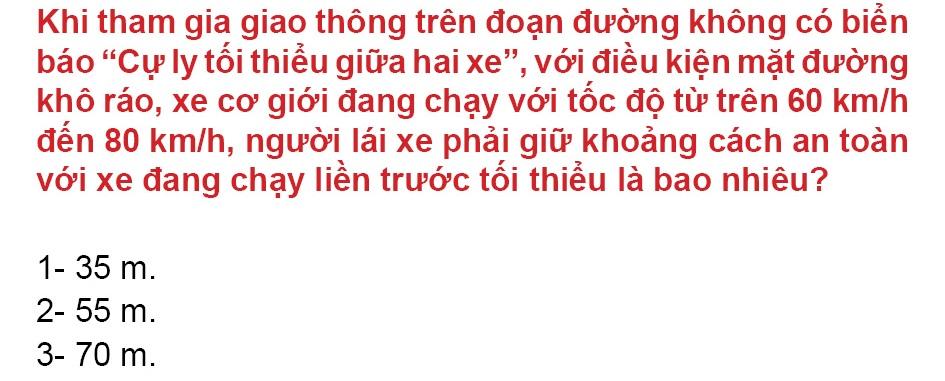 Khi tham gia giao thông trên đoạn đường không có biển
báo “Cự ly tối thiểu giữa hai xe”, với điều kiện mặt đường
khô ráo, xe cơ giới đang chạy với tốc độ từ trên 60 km/h
đến 80 km/h, người lái xe phải giữ khoảng cách an toàn
với xe đang chạy liền trước tối thiểu là bao nhiêu?
1- 35 m.
2- 55 m.
3- 70 m.